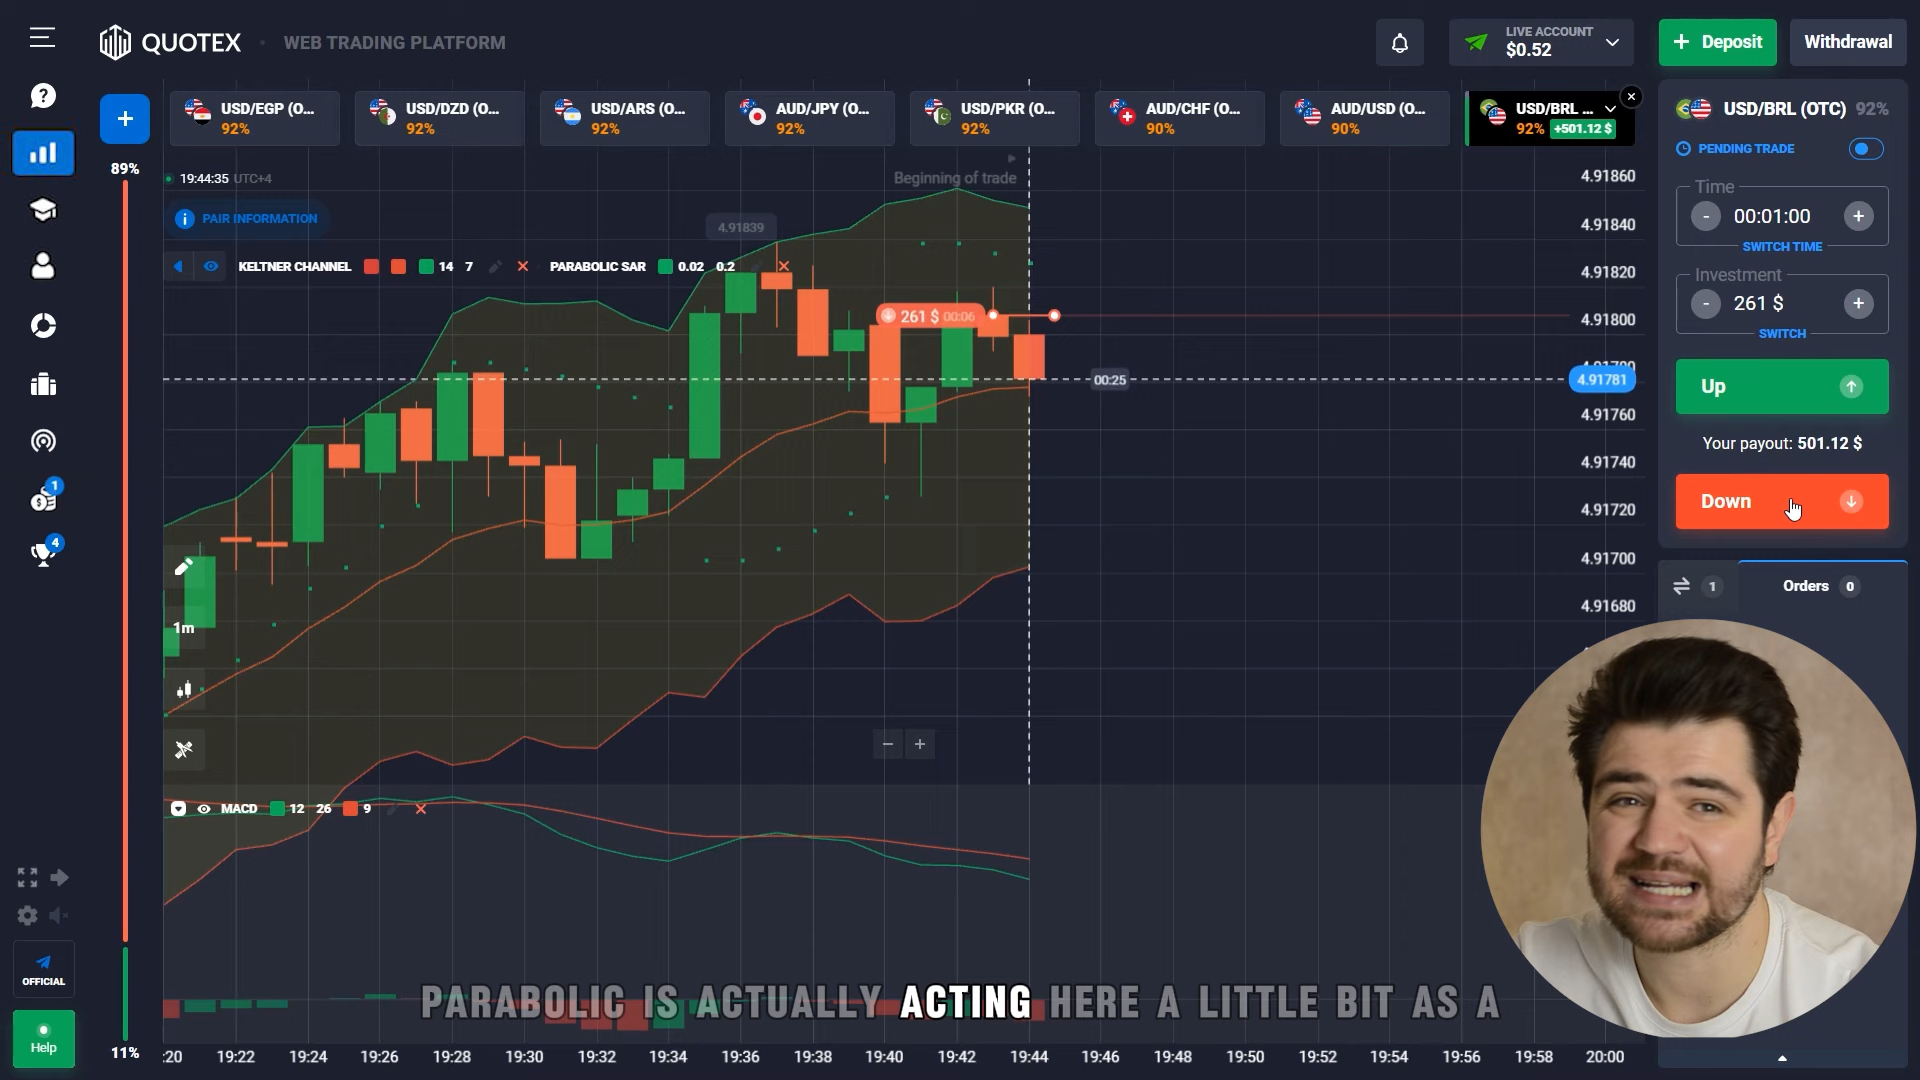 QUOTEX
WEB TRADING PLATFORM
LIVE ACCOUNT
$0.52
+ Deposit
Withdrawal
USD/EGP (O...
92%
USD/DZD (O...
92%
USD/ARS (O...
92%
AUD/JPY (O...
92%
USD/PKR (O...
92%
AUD/CHF (O...
90%
AUD/USD (O...
90%
USD/BRL ...
92% +501.12 $
USD/BRL (OTC) 92%
PENDING TRADE
Time
- 00:01:00 +
SWITCH TIME
Investment
- 261 $ +
SWITCH
Up
Your payout: 501.12 $
Down
1
Orders 0
89%
19:44:35 UTC+4
Beginning of trade
PAIR INFORMATION
4.91839
KELTNER CHANNEL 14 7
PARABOLIC SAR 0.02 0.2
261 $ 00:06
00:25
4.91860
4.91840
4.91820
4.91800
4.91781
4.91760
4.91740
4.91720
4.91700
4.91680
1m
MACD 12 26 9
1
4
OFFICIAL
Help
11%
PARABOLIC IS ACTUALLY ACTING HERE A LITTLE BIT AS A
:20 19:22 19:24 19:26 19:28 19:30 19:32 19:34 19:36 19:38 19:40 19:42 19:44 19:46 19:48 19:50 19:52 19:54 19:56 19:58 20:00